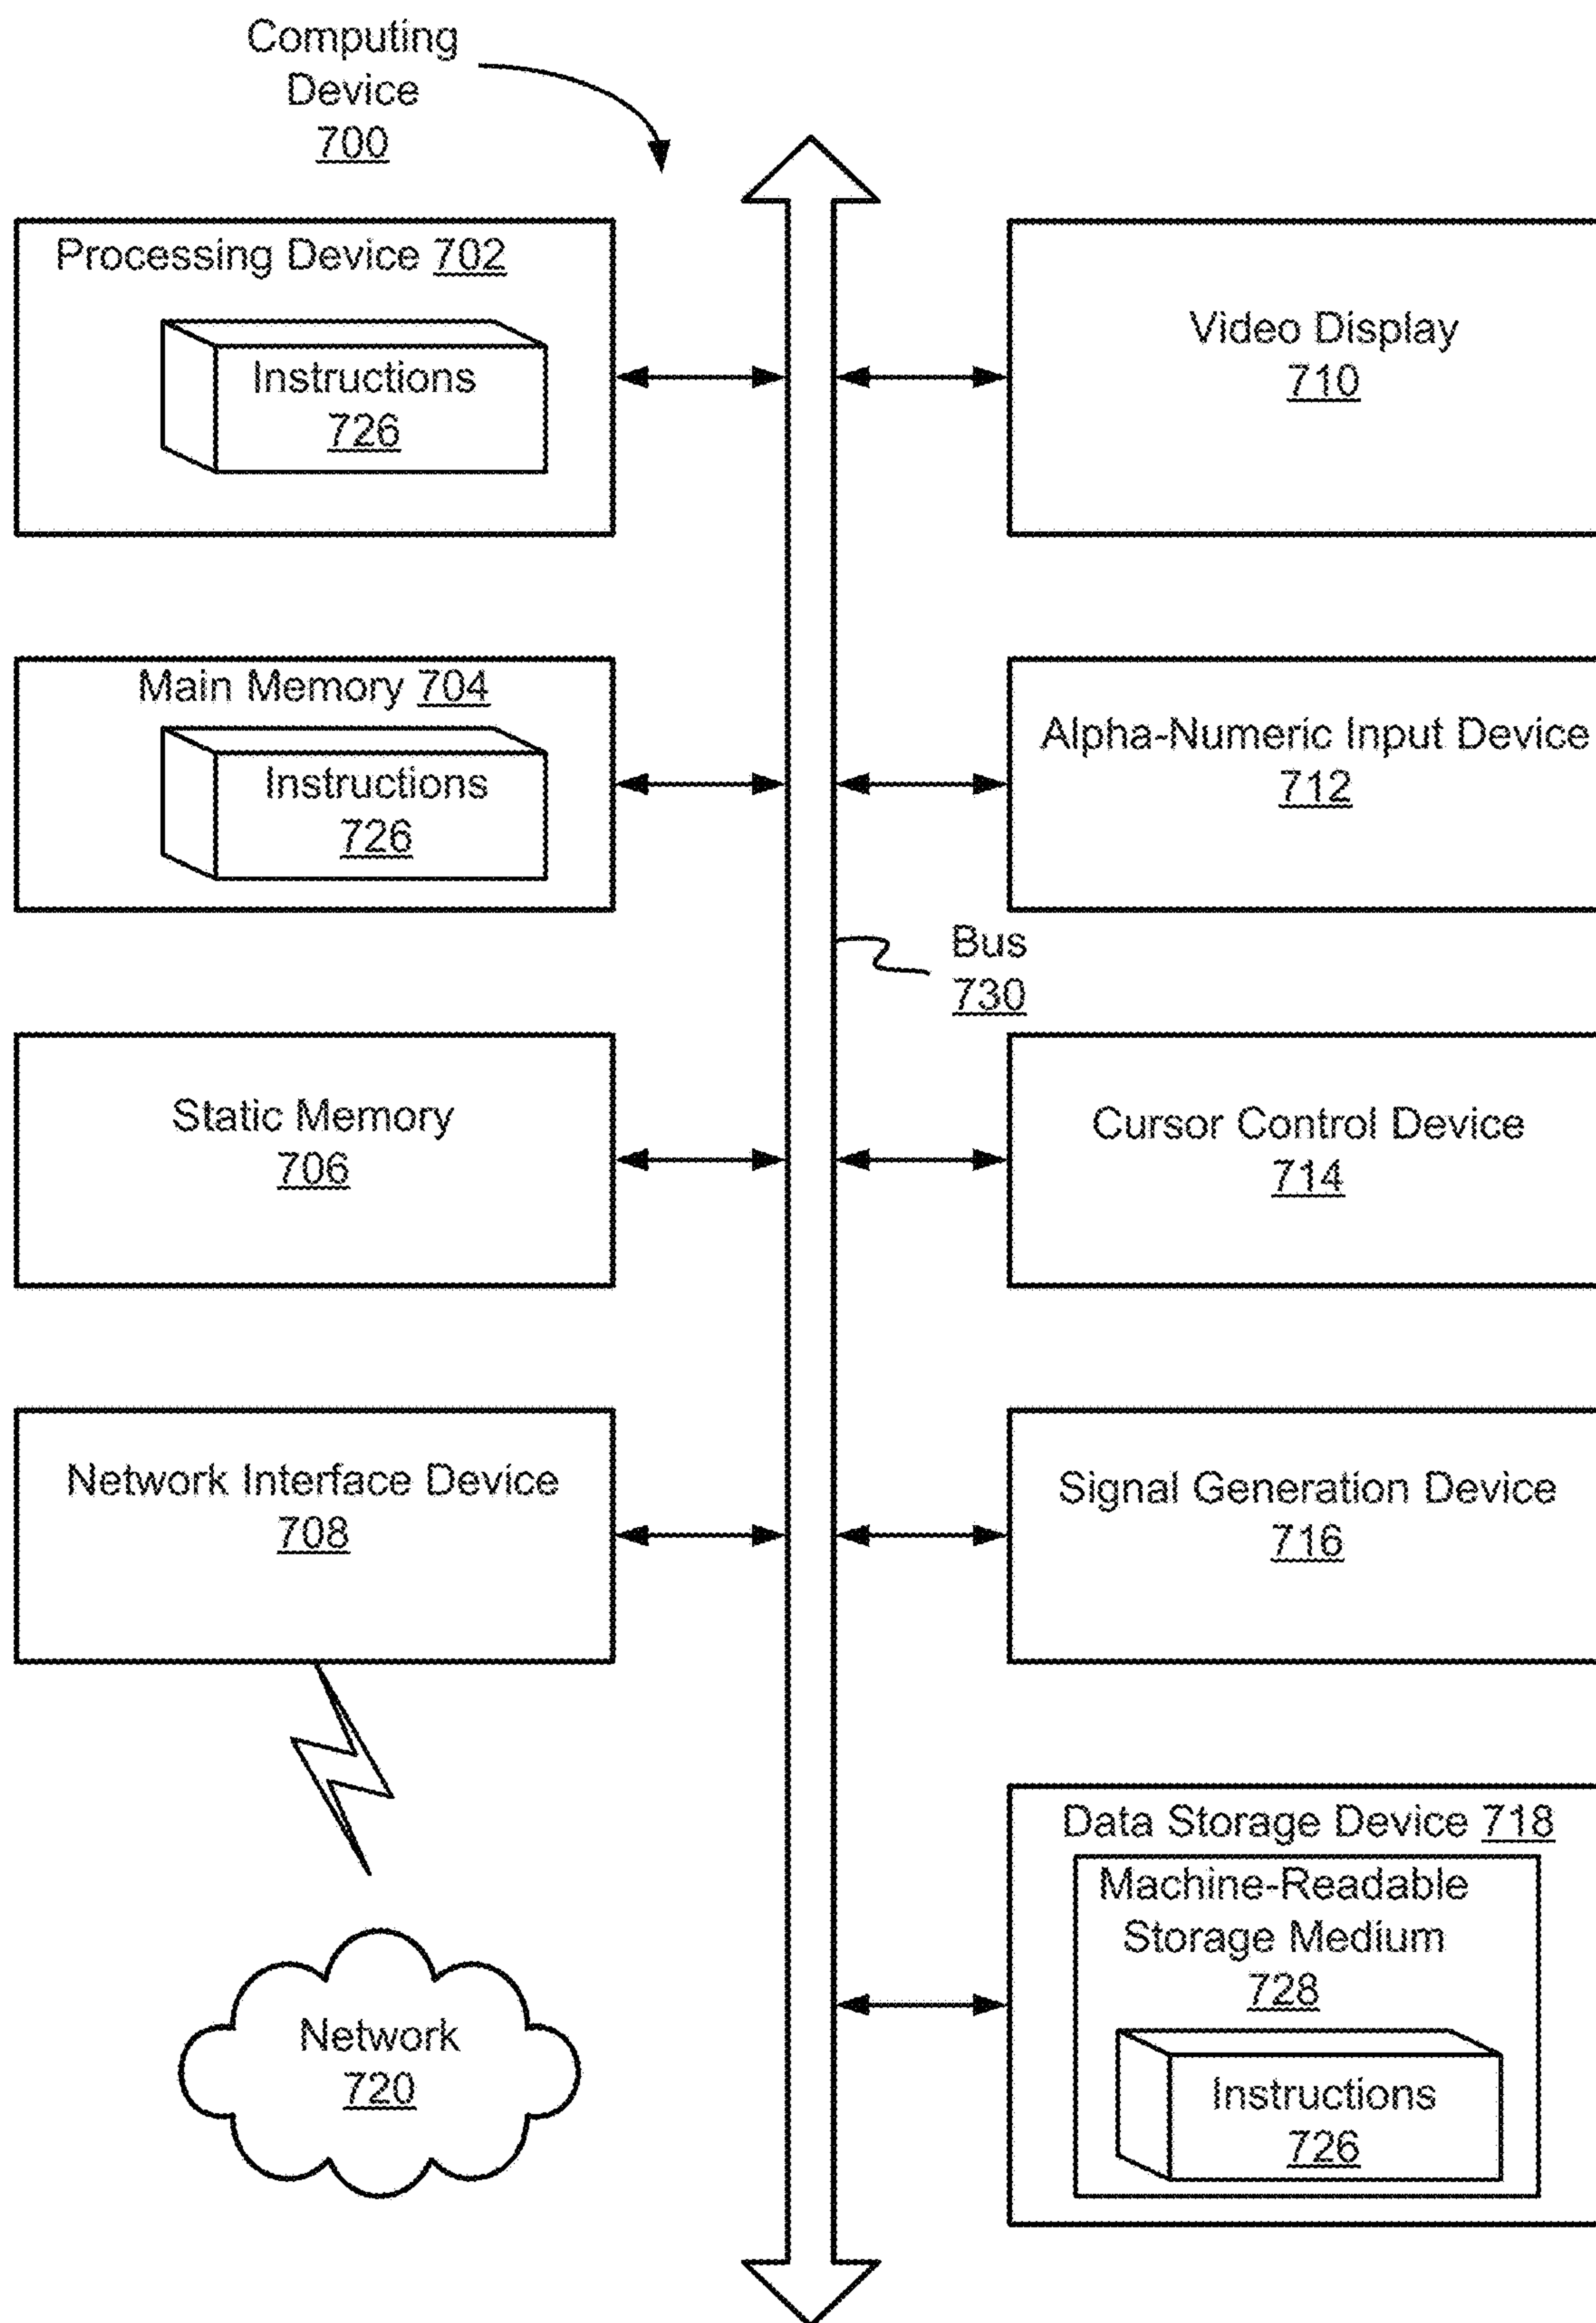 Computing
Device
700
Processing Device 702
Instructions
726
Video Display
710
Main Memory 704
Instructions
726
Alpha-Numeric Input Device
712
Bus
730
Static Memory
706
Cursor Control Device
714
Network Interface Device
708
Signal Generation Device
716
Data Storage Device 718
Machine-Readable
Storage Medium
728
Instructions
726
Network
720